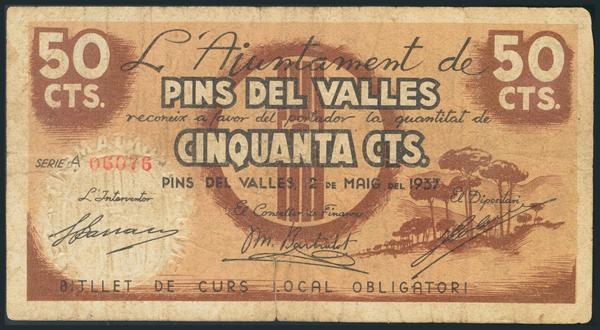 50 CTS.
50 CTS.
L'Ajuntament de
PINS DEL VALLES
reconeix a favor del portador la quantitat de
CINQUANTA CTS.
SERIE A 06076
PINS DEL VALLES, 2 DE MAIG DEL 1937
L'Interventor
El Conseller de Finances
El Dipositari
BITLLET DE CURS LOCAL OBLIGATORI